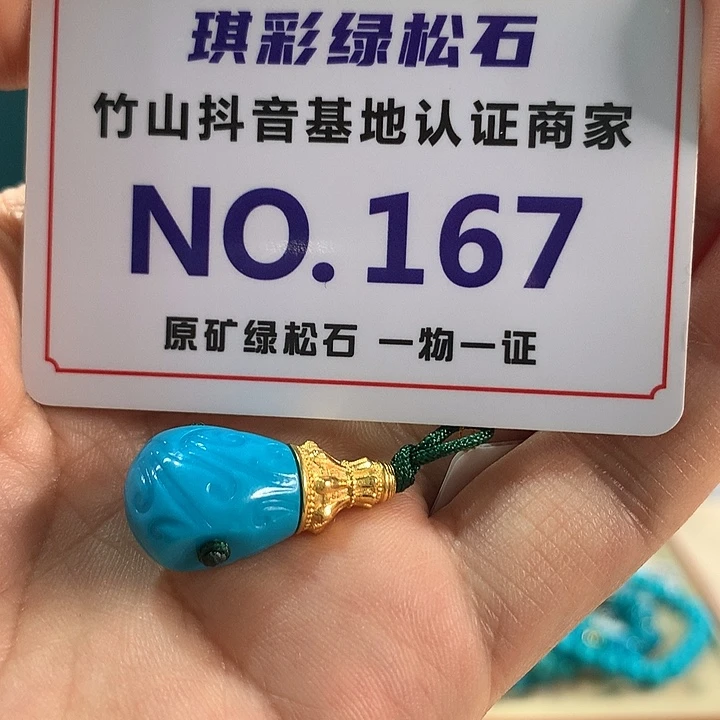 琪彩绿松石
竹山抖音基地认证商家
NO.167
原矿绿松石 一物一证